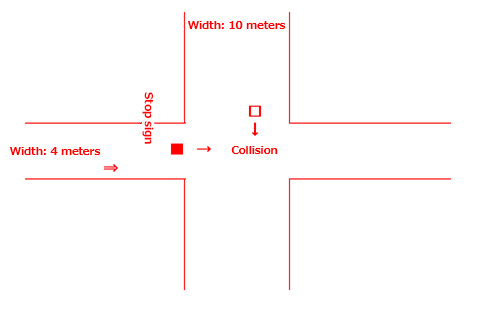 Width: 10 meters
Stop sign
Width: 4 meters
Collision